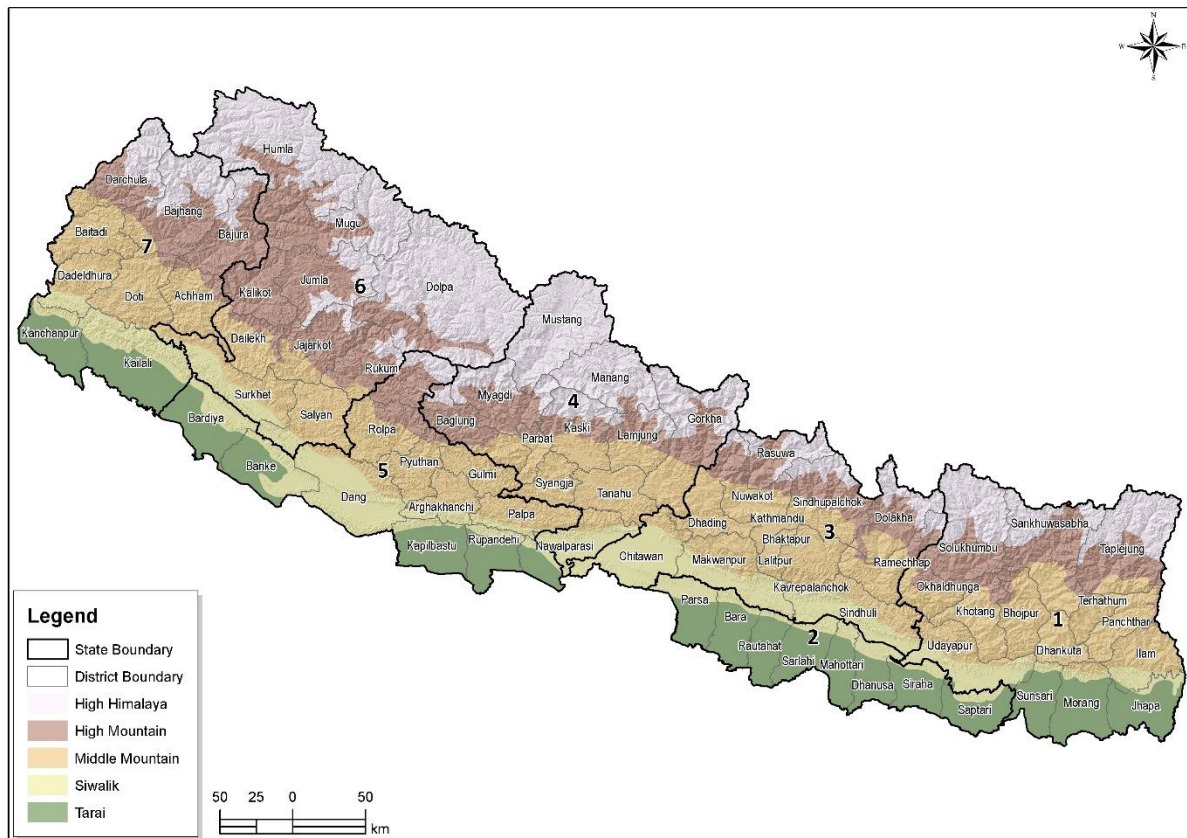 N
W
E
S
Humla
Darchula
Bajhang
Mugu
Bajura
Baitadi
7
Dadeldhura
Jumla
6
Dolpa
Doti
Achham
Kalikot
Mustang
Kanchanpur
Dailekh
Jajarkot
Kailali
Rukum
Manang
Surkhet
Myagdi
4
Bardiya
Salyan
Baglung
Kaski
Gorkha
Rolpa
Parbat
Lamjung
Rasuwa
Banke
5
Pyuthan
Gulmi
Syangja
Tanahu
Nuwakot
Sindhupalchok
Dang
Arghakhanchi
Palpa
Dhading
Kathmandu
Dolakha
Sankhuwasabha
3
Bhaktapur
Solukhumbu
Taplejung
Kapilbastu
Rupandehi
Nawalparasi
Chitawan
Makwanpur
Lalitpur
Ramechhap
Okhaldhunga
Kavrepalanchok
Terhathum
Khotang
Bhojpur
1
Panchthar
Parsa
Bara
Sindhuli
2
Udayapur
Dhankuta
Ilam
Rautahat
Sarlahi
Mahottari
Dhanusa
Siraha
Saptari
Sunsari
Morang
Jhapa
Legend
State Boundary
District Boundary
High Himalaya
High Mountain
Middle Mountain
Siwalik
Tarai
50 25 0 50
km